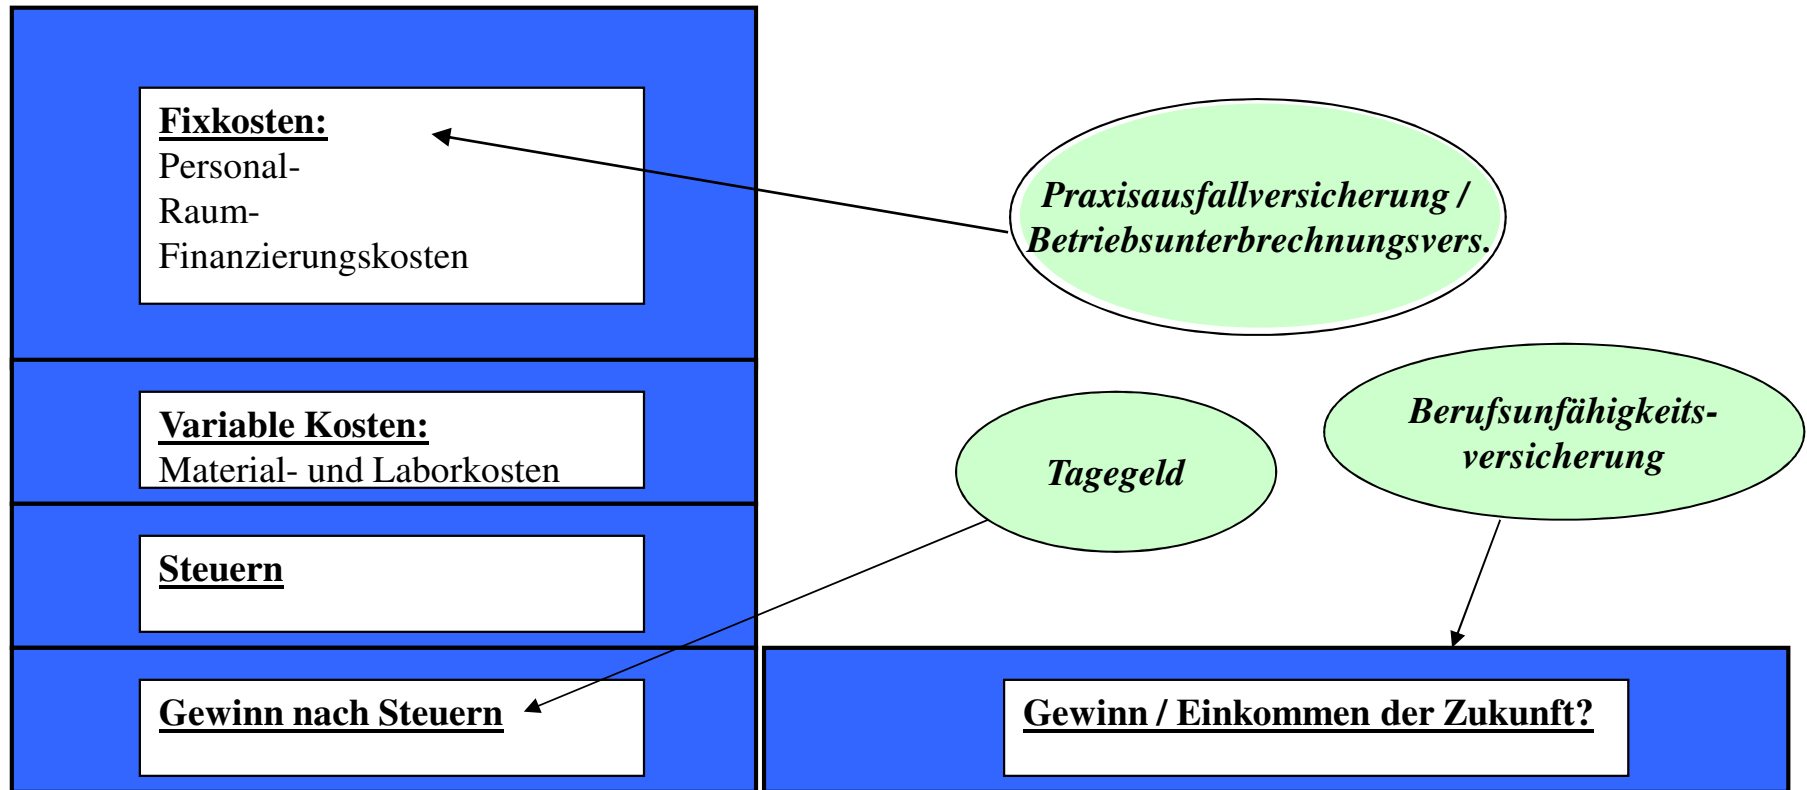 Fixkosten:
Personal-
Raum-
Finanzierungskosten
Praxisausfallversicherung /
Betriebsunterbrechnungsvers.
Variable Kosten:
Material- und Laborkosten
Tagegeld
Berufsunfähigkeits-
versicherung
Steuern
Gewinn nach Steuern
Gewinn / Einkommen der Zukunft?